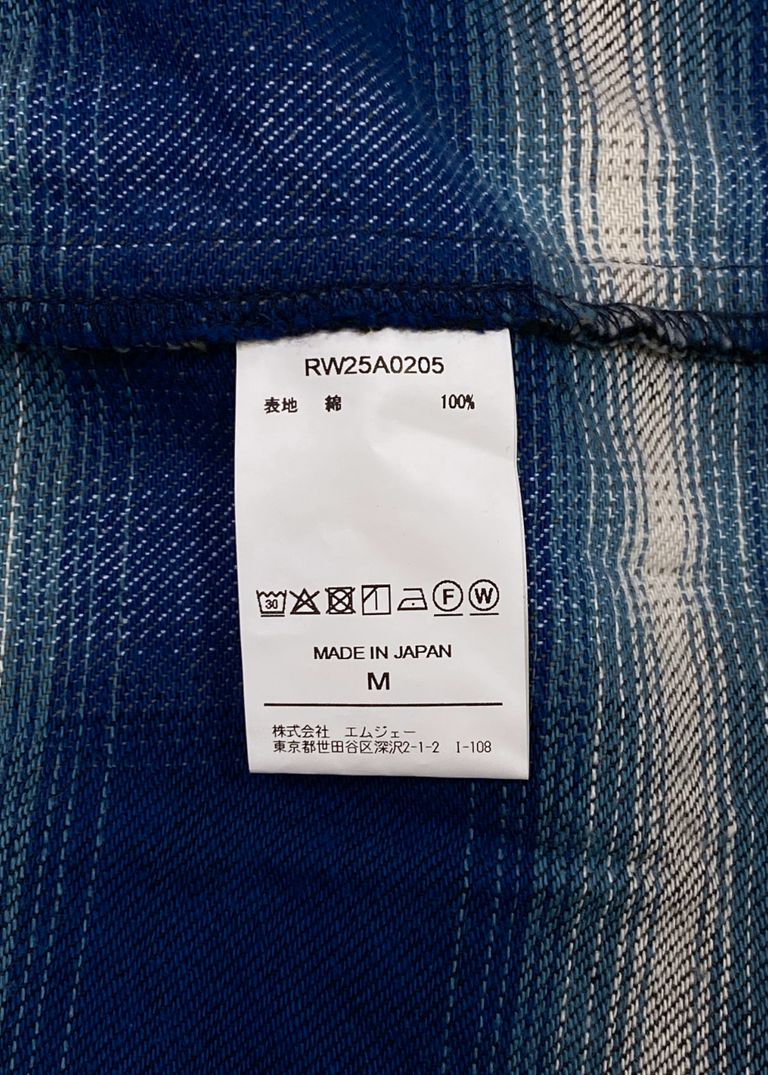 RW25A0205
表地 綿 100%
30 F W
MADE IN JAPAN
M
株式会社 エムジェー
東京都世田谷区深沢2-1-2 I-108